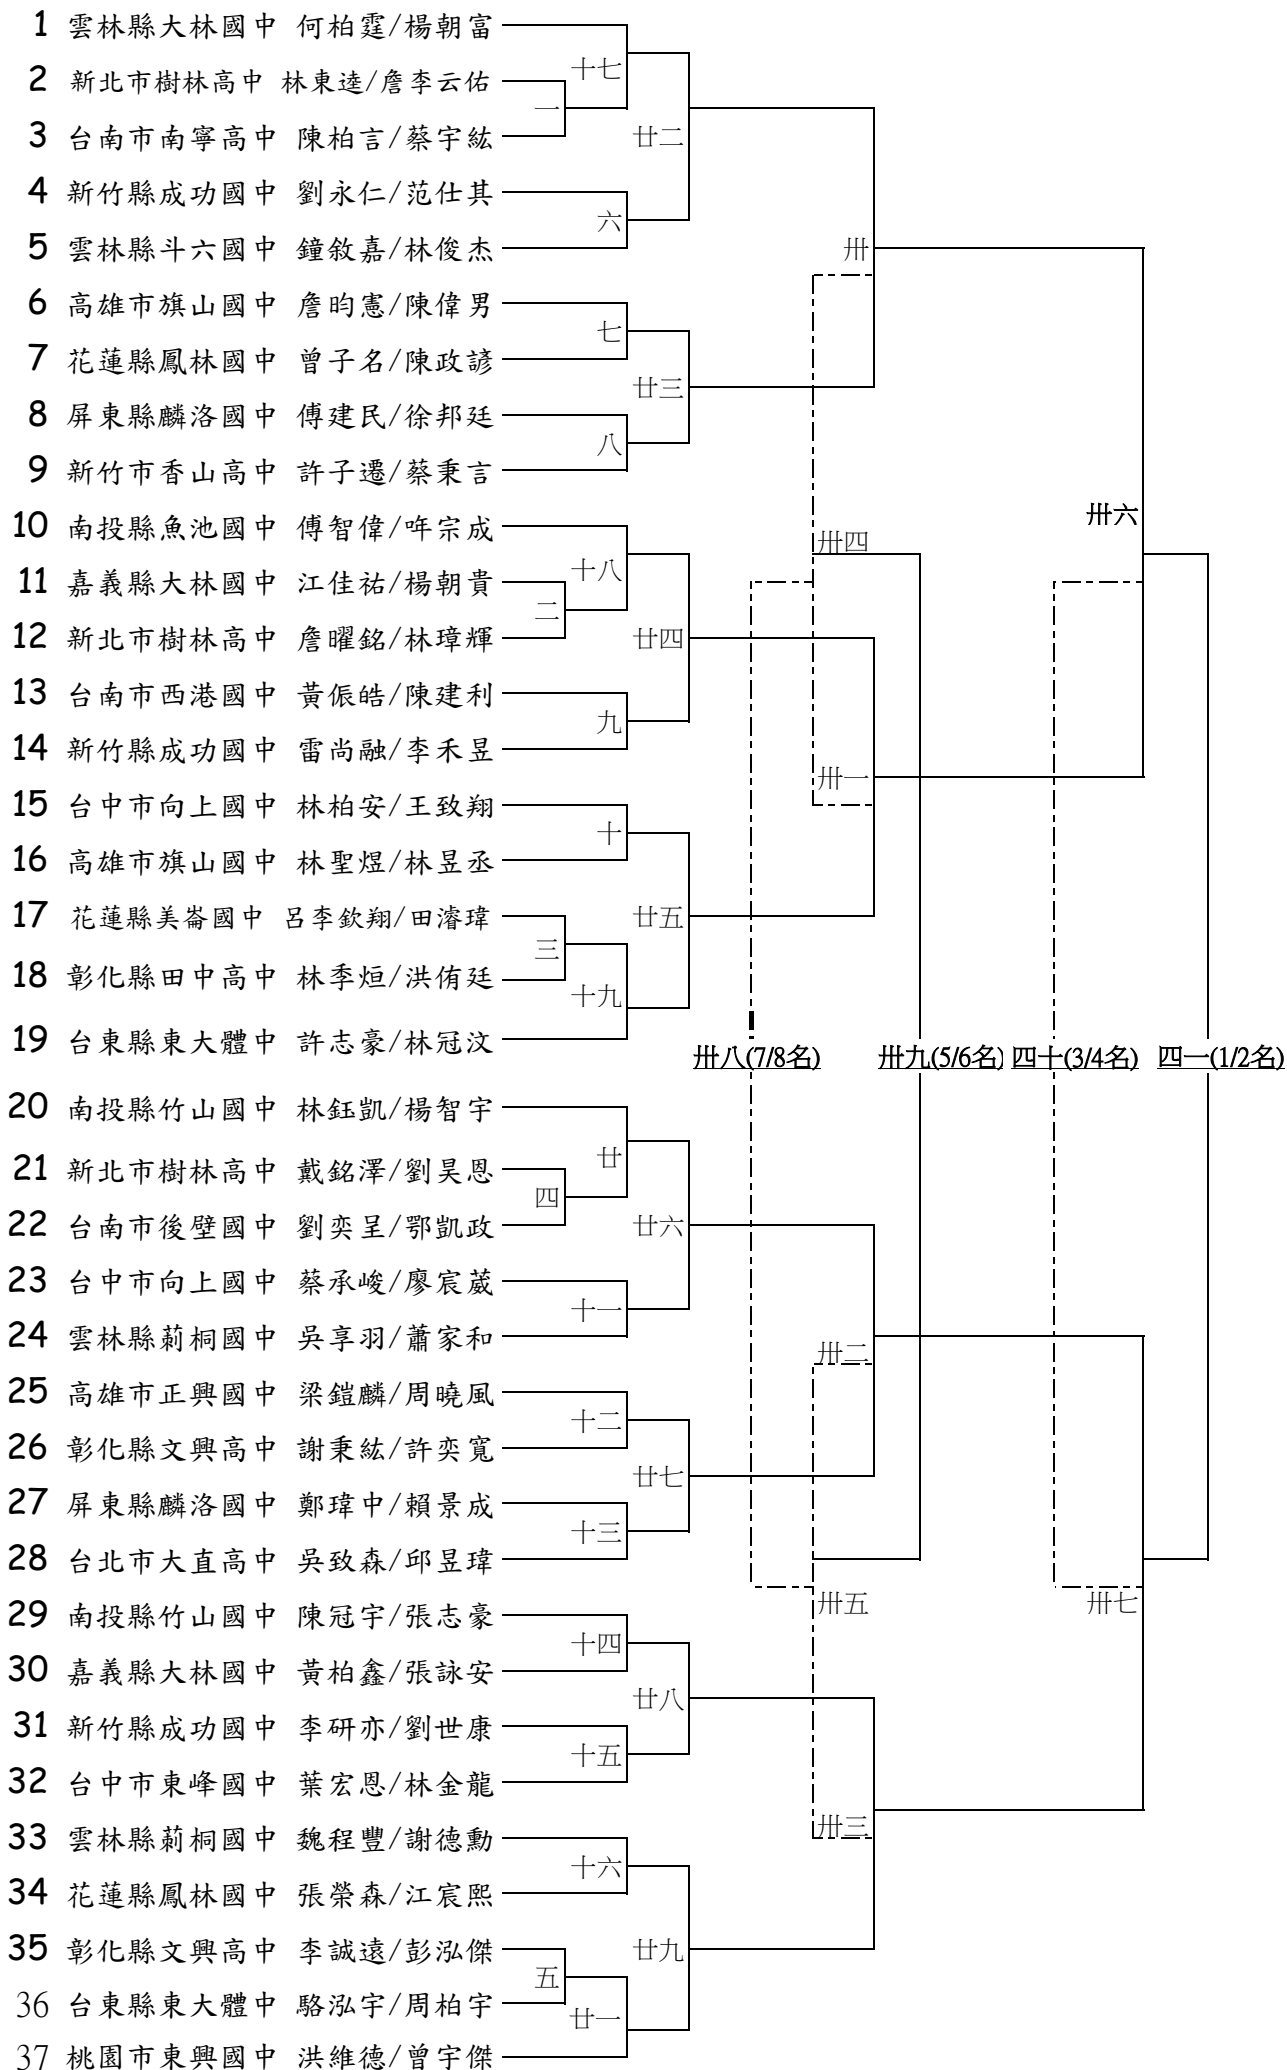 1 雲林縣大林國中 何柏霆/楊朝富
十七
2 新北市樹林高中 林東逵/詹李云佑
一
3 台南市南寧高中 陳柏言/蔡宇紘
廿二
4 新竹縣成功國中 劉永仁/范仕其
六
5 雲林縣斗六國中 鐘敘嘉/林俊杰
卅
6 高雄市旗山國中 詹昀憲/陳偉男
七
7 花蓮縣鳳林國中 曾子名/陳政諺
廿三
8 屏東縣麟洛國中 傅建民/徐邦廷
八
9 新竹市香山高中 許子遷/蔡秉言
卅六
10 南投縣魚池國中 傅智偉/哖宗成
卅四
十八
11 嘉義縣大林國中 江佳祐/楊朝貴
二
12 新北市樹林高中 詹曜銘/林璋輝
廿四
13 台南市西港國中 黃侲皓/陳建利
九
14 新竹縣成功國中 雷尚融/李禾昱
卅一
15 台中市向上國中 林柏安/王致翔
十
16 高雄市旗山國中 林聖煜/林昱丞
17 花蓮縣美崙國中 呂李欽翔/田濬瑋
廿五
三
18 彰化縣田中高中 林季烜/洪侑廷
十九
19 台東縣東大體中 許志豪/林冠汶
卅八(7/8名) 卅九(5/6名) 四十(3/4名) 四一(1/2名)
20 南投縣竹山國中 林鈺凱/楊智宇
廿
21 新北市樹林高中 戴銘澤/劉昊恩
四
22 台南市後壁國中 劉奕呈/鄂凱政
廿六
23 台中市向上國中 蔡承峻/廖宸葳
十一
24 雲林縣莿桐國中 吳享羽/蕭家和
卅二
25 高雄市正興國中 梁鎧麟/周曉風
十二
26 彰化縣文興高中 謝秉紘/許奕寬
廿七
27 屏東縣麟洛國中 鄭瑋中/賴景成
十三
28 台北市大直高中 吳致森/邱昱瑋
卅五
卅七
29 南投縣竹山國中 陳冠宇/張志豪
十四
30 嘉義縣大林國中 黃柏鑫/張詠安
廿八
31 新竹縣成功國中 李研亦/劉世康
十五
32 台中市東峰國中 葉宏恩/林金龍
卅三
33 雲林縣莿桐國中 魏程豐/謝德勳
十六
34 花蓮縣鳳林國中 張榮森/江宸熙
35 彰化縣文興高中 李誠遠/彭泓傑
廿九
五
36 台東縣東大體中 駱泓宇/周柏宇
廿一
37 桃園市東興國中 洪維德/曾宇傑